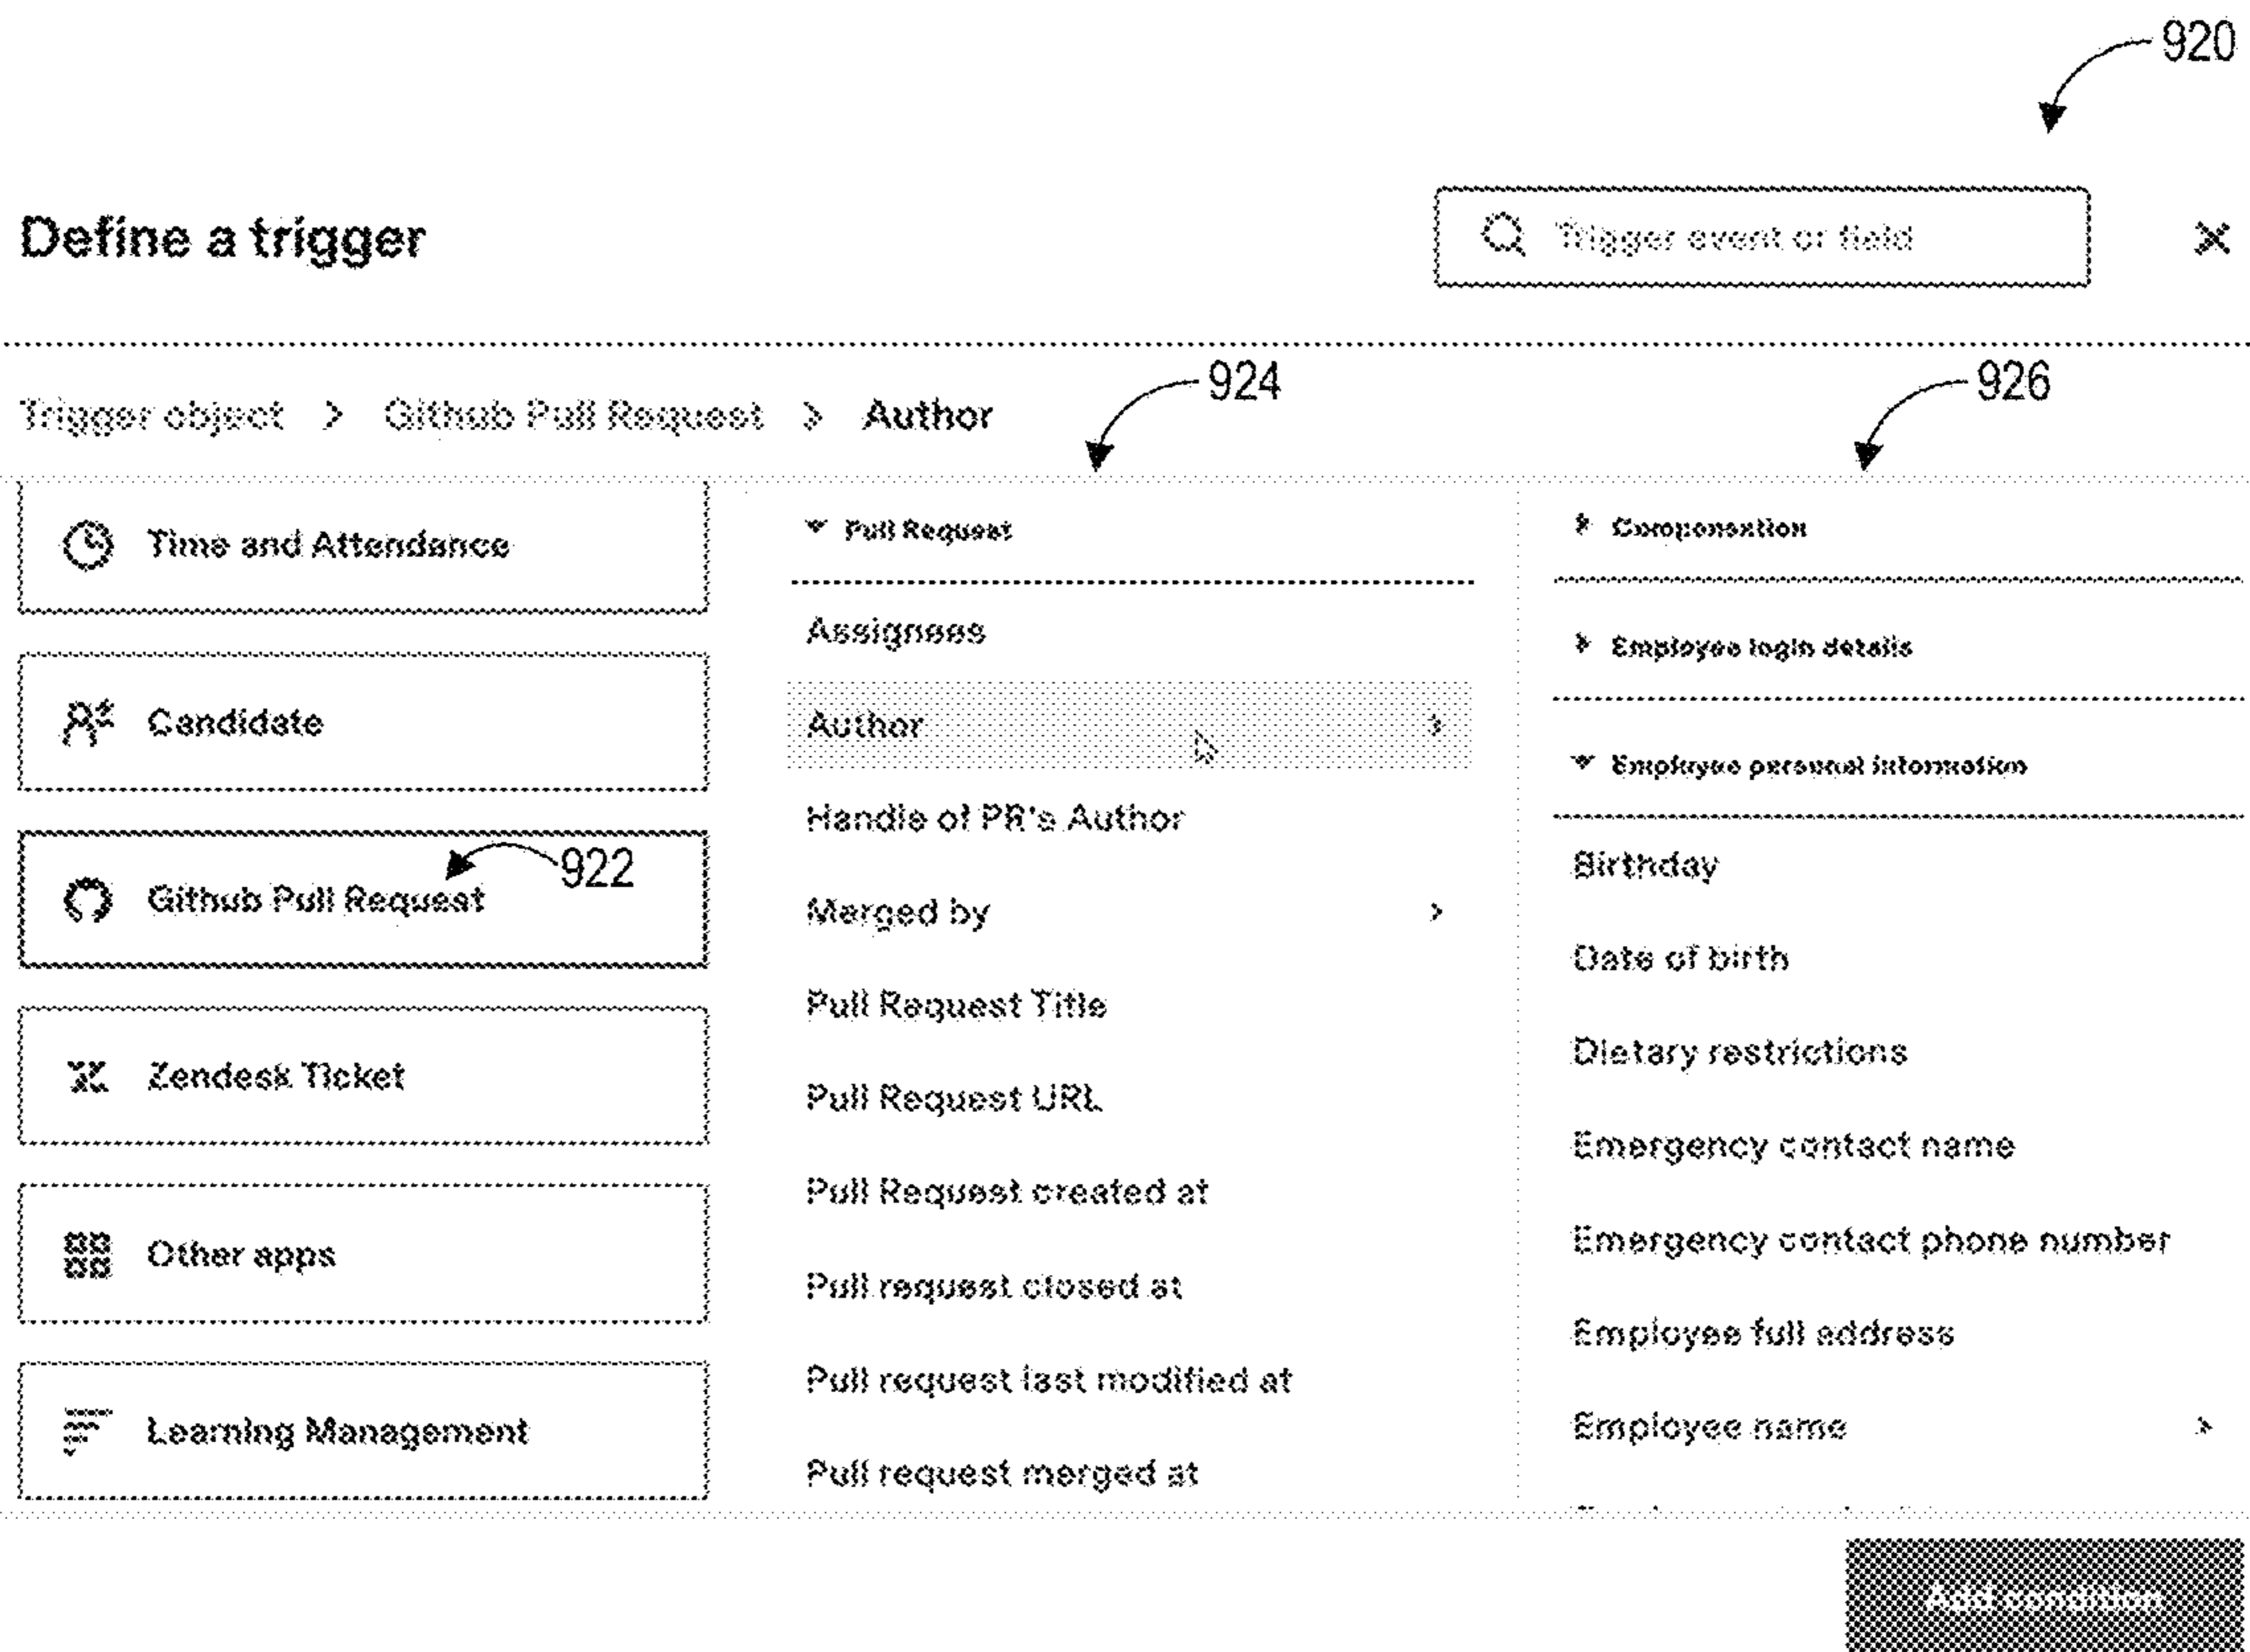 920
Define a trigger
Trigger event or field
924
926
Trigger object > Github Pull Request > Author
Time and Attendance
Candidate
Github Pull Request
922
Zendesk Ticket
Other apps
Learning Management
Pull Request
Assignees
Author
Handle of PR's Author
Merged by
Pull Request Title
Pull Request URL
Pull Request created at
Pull request closed at
Pull request last modified at
Pull request merged at
Compensation
Employee login details
Employee personal information
Birthday
Date of birth
Dietary restrictions
Emergency contact name
Emergency contact phone number
Employee full address
Employee name
Add condition